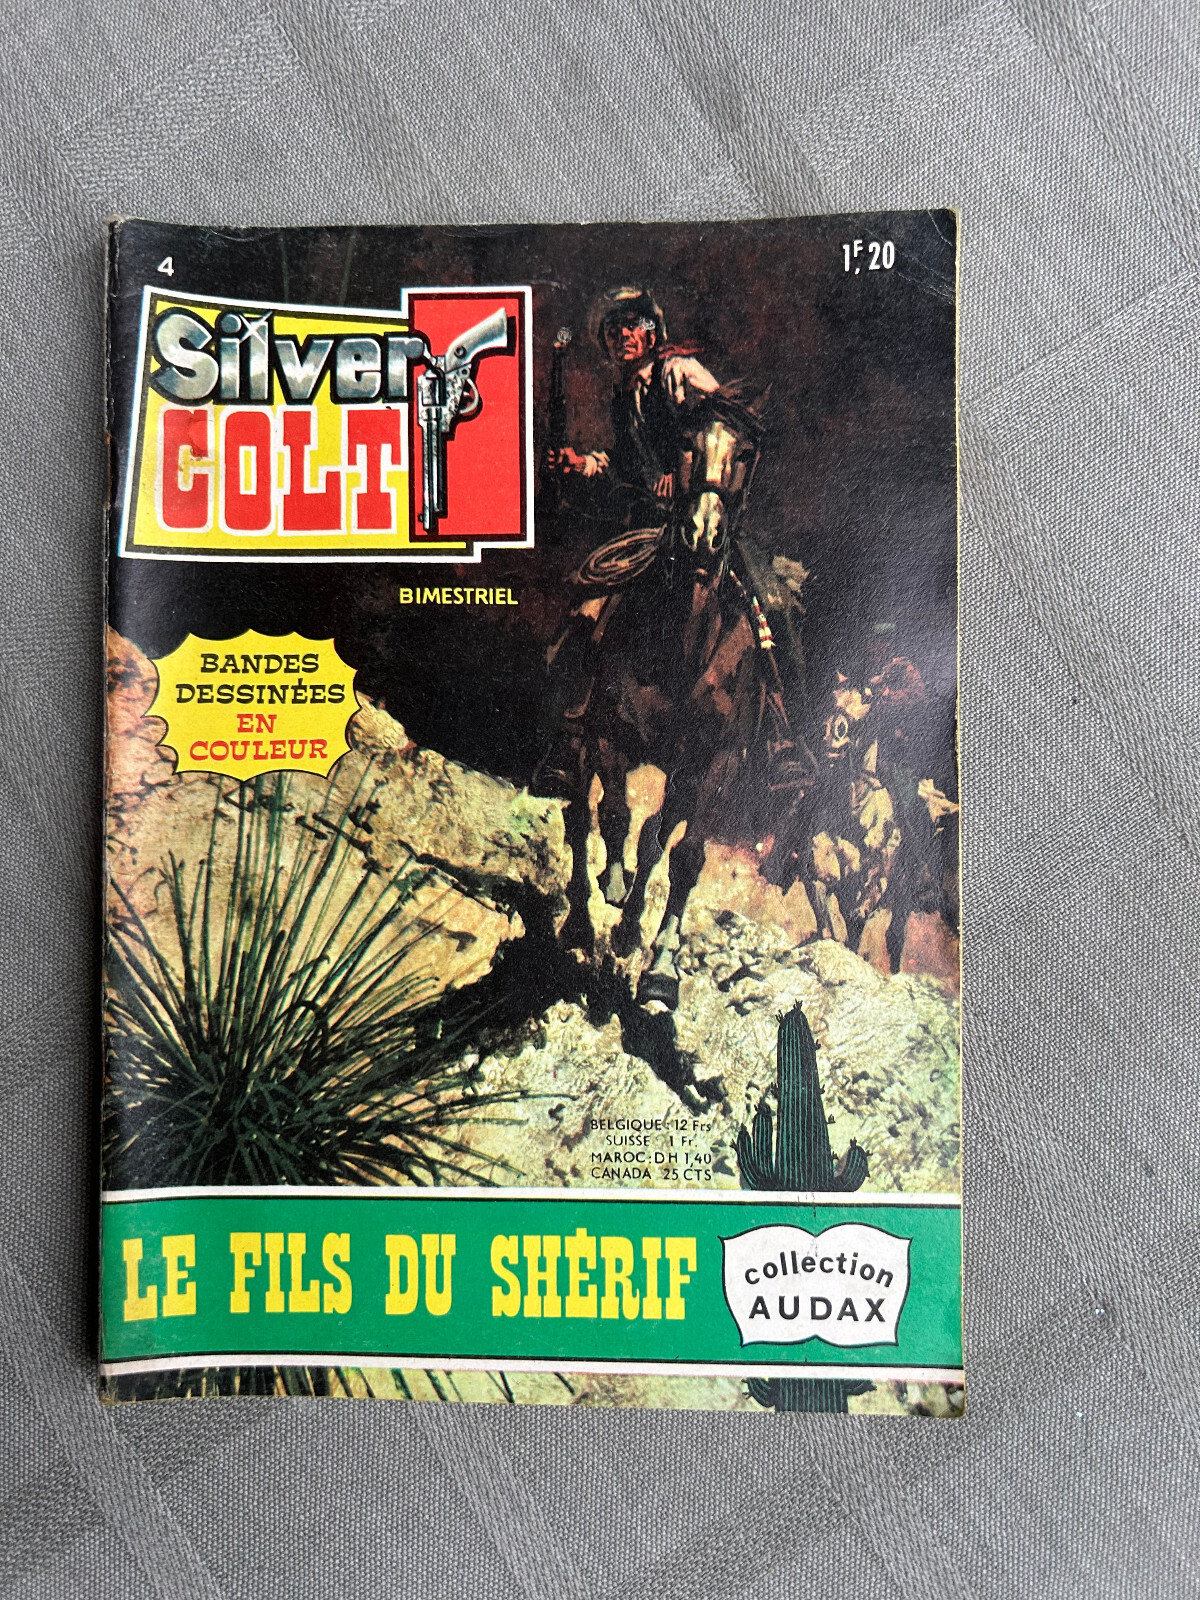 4
1F,20
Silver
COLT
BIMESTRIEL
BANDES
DESSINÉES
EN
COULEUR
BELGIQUE : 12 Frs
SUISSE 1 Fr.
MAROC : DH 1,40
CANADA 25 CTS
LE FILS DU SHÉRIF
collection
AUDAX